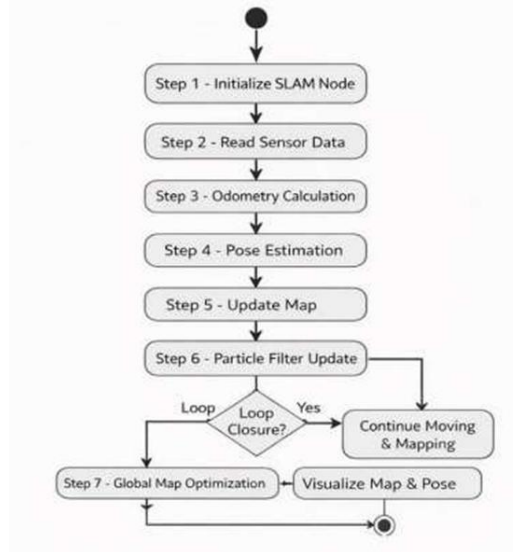 Step 1 - Initialize SLAM Node
Step 2 - Read Sensor Data
Step 3 - Odometry Calculation
Step 4 - Pose Estimation
Step 5 - Update Map
Step 6 - Particle Filter Update
Loop
Yes
Loop
Closure?
Continue Moving
& Mapping
Step 7 - Global Map Optimization
Visualize Map & Pose